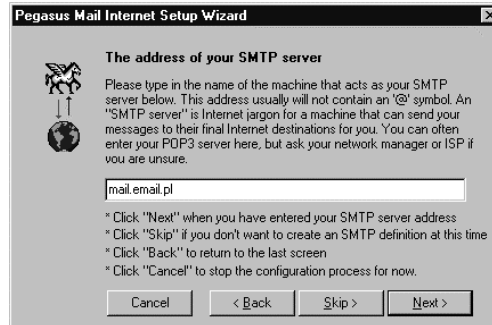 Pegasus Mail Internet Setup Wizard
The address of your SMTP server
Please type in the name of the machine that acts as your SMTP
server below. This address usually will not contain an '@' symbol. An
"SMTP server" is Internet jargon for a machine that can send your
messages to their final Internet destinations for you. You can often
enter your POP3 server here, but ask your network manager or ISP if
you are unsure.
mail.email.pl
* Click "Next" when you have entered your SMTP server address
* Click "Skip" if you don't want to create an SMTP definition at this time
* Click "Back" to return to the last screen
* Click "Cancel" to stop the configuration process for now.
Cancel < Back Skip > Next >